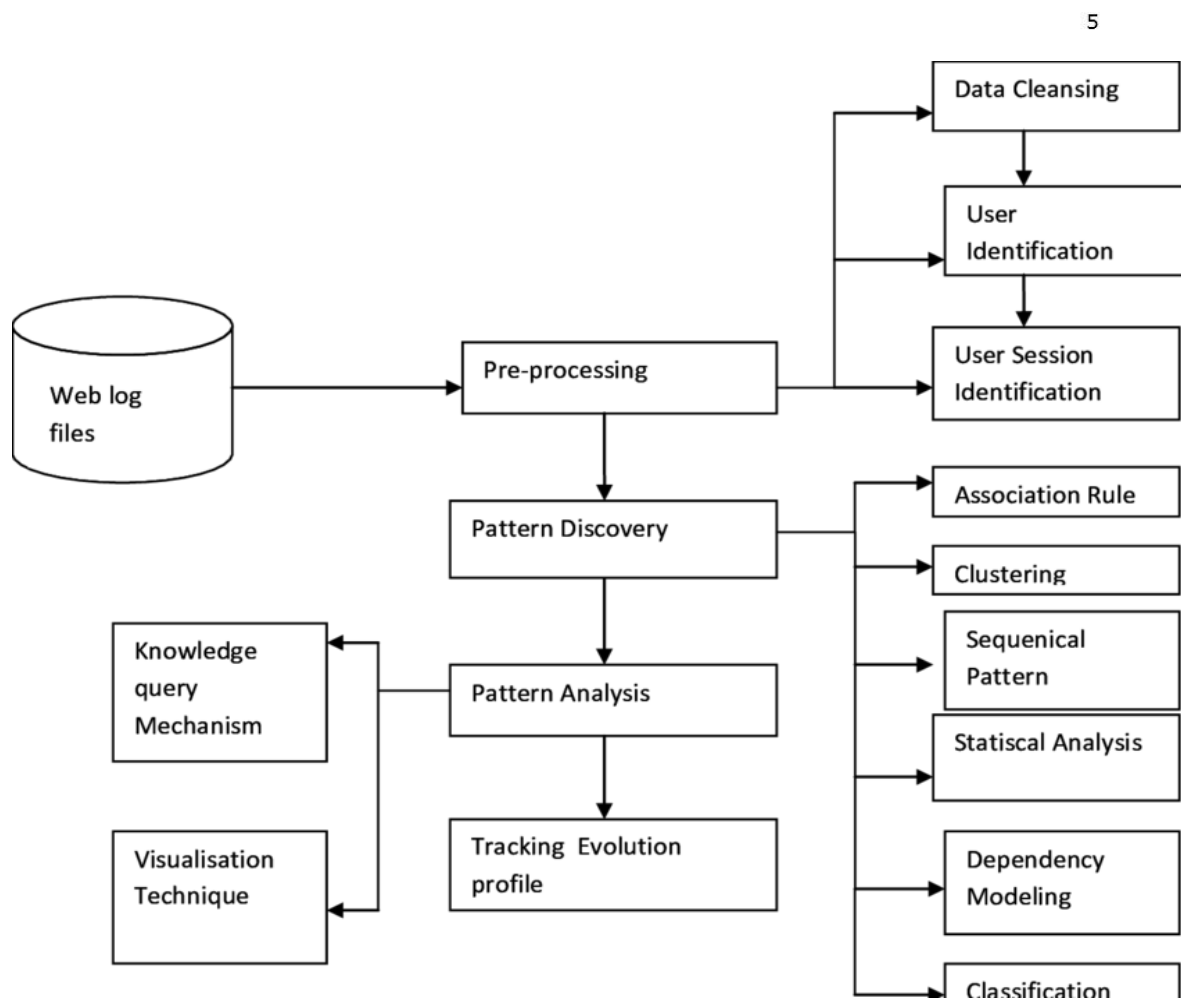 5
Data Cleansing
User
Identification
Web log
files
Pre-processing
User Session
Identification
Pattern Discovery
Association Rule
Clustering
Knowledge
query
Mechanism
Pattern Analysis
Sequenical
Pattern
Statiscal Analysis
Visualisation
Technique
Tracking Evolution
profile
Dependency
Modeling
Classification